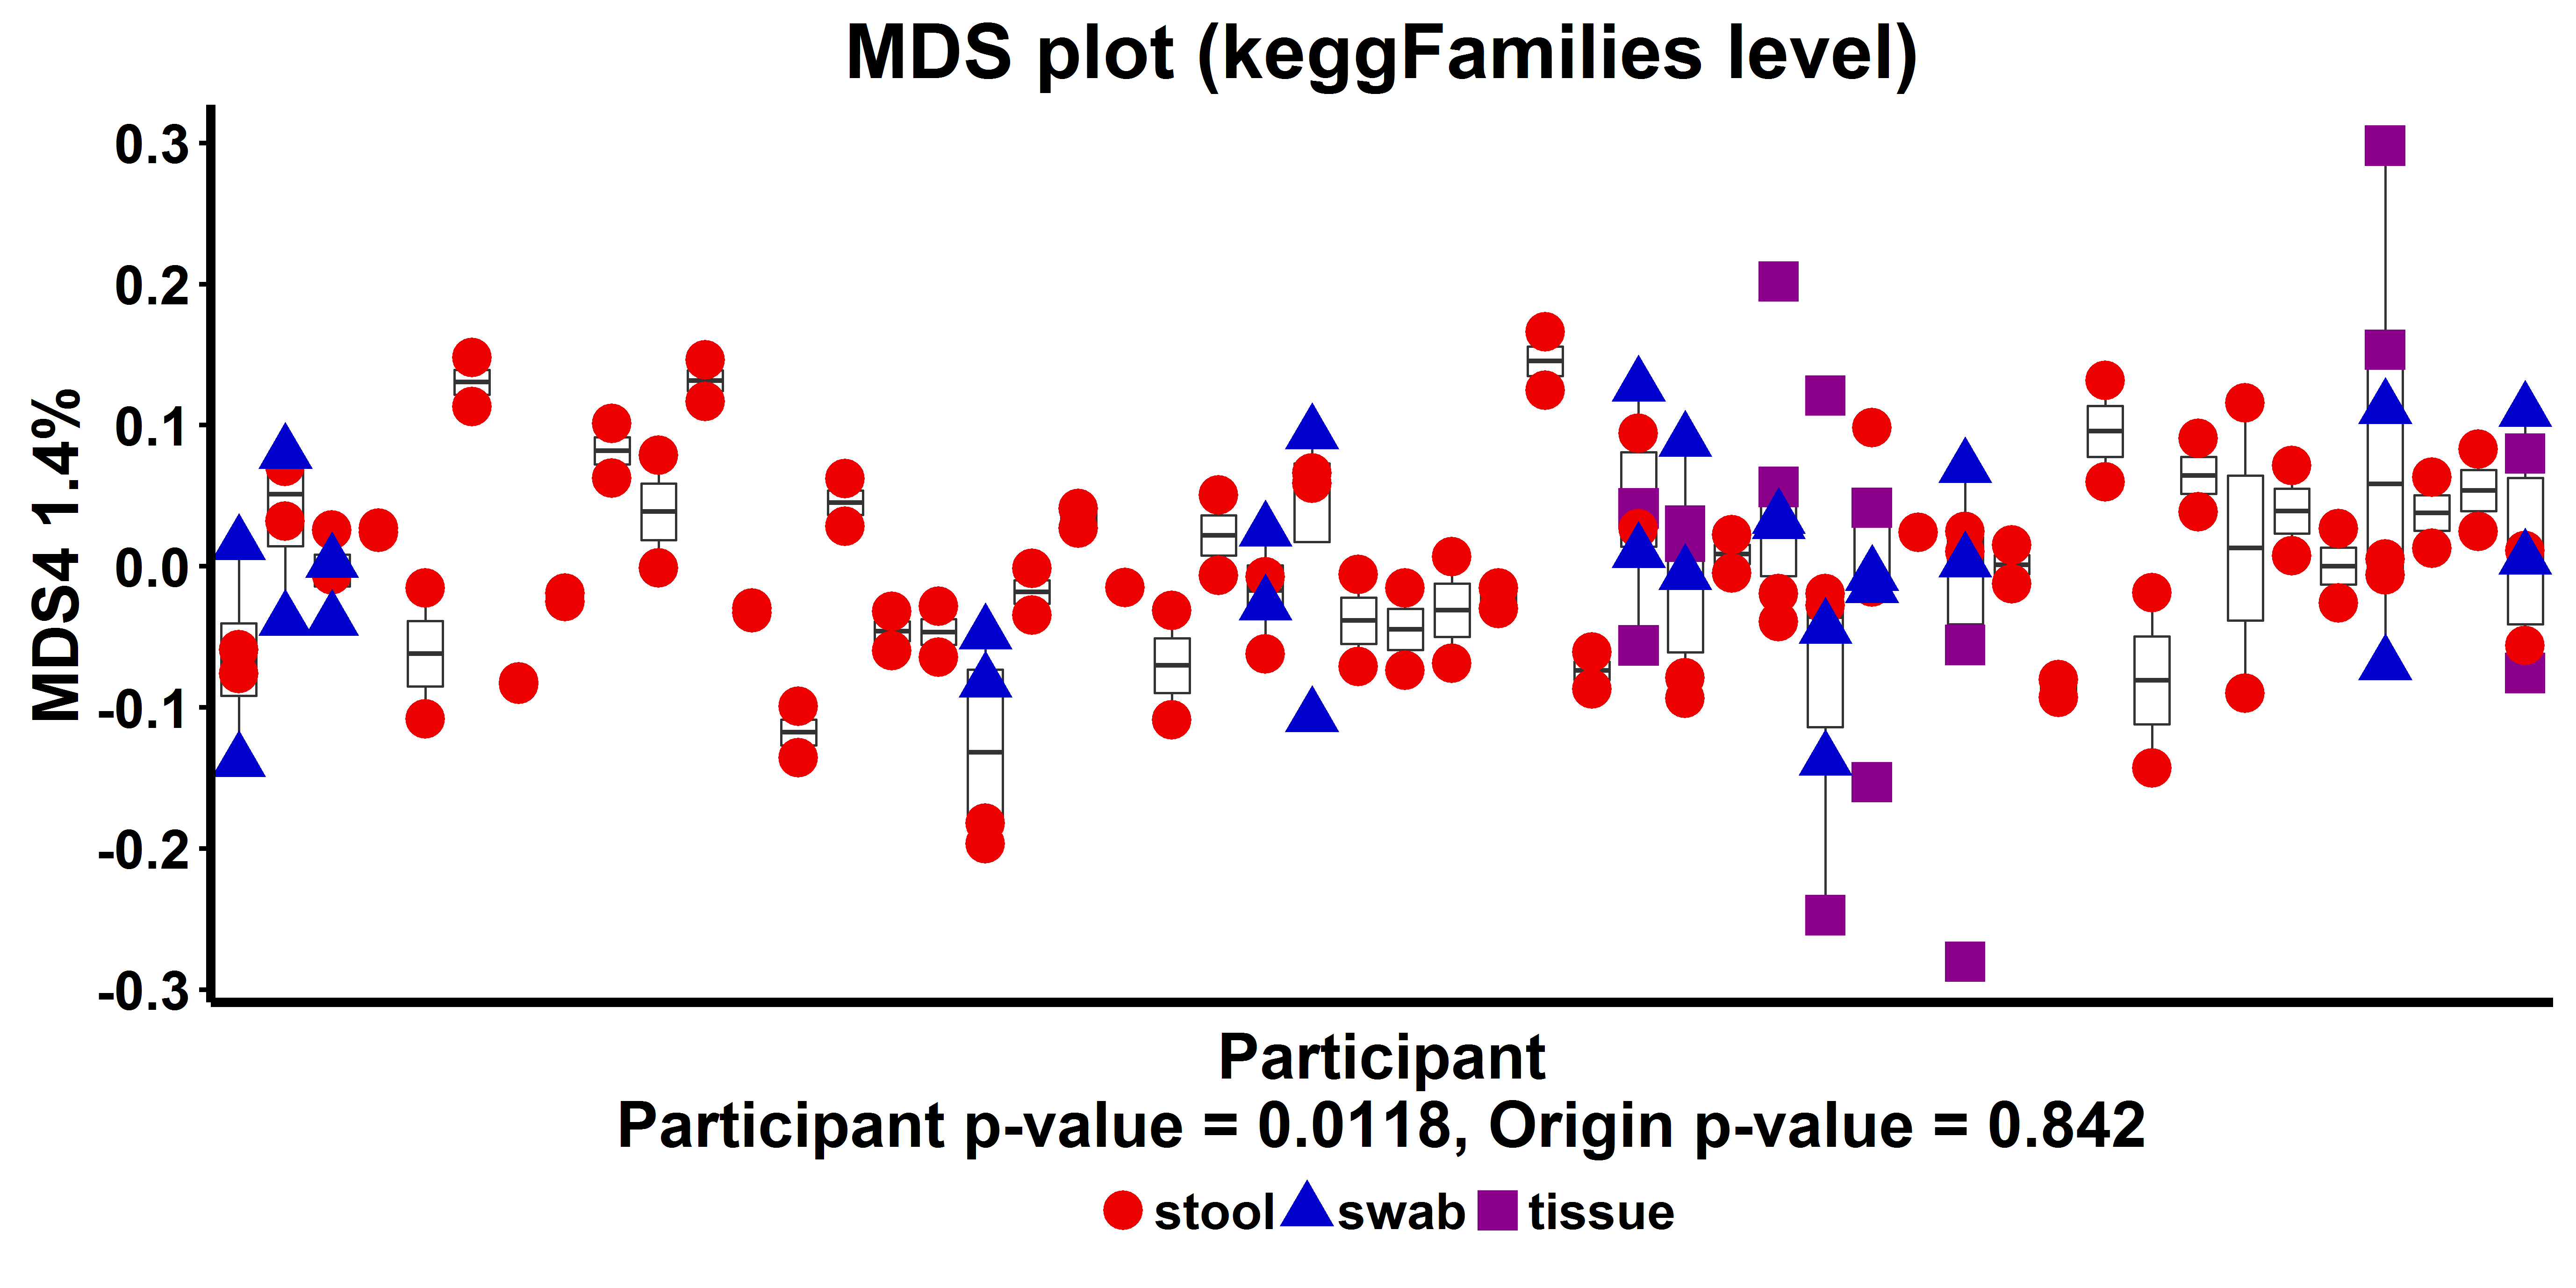 MDS plot (keggFamilies level)
MDS4 1.4%
0.3
0.2
0.1
0.0
-0.1
-0.2
-0.3
Participant
Participant p-value = 0.0118, Origin p-value = 0.842
stool swab tissue